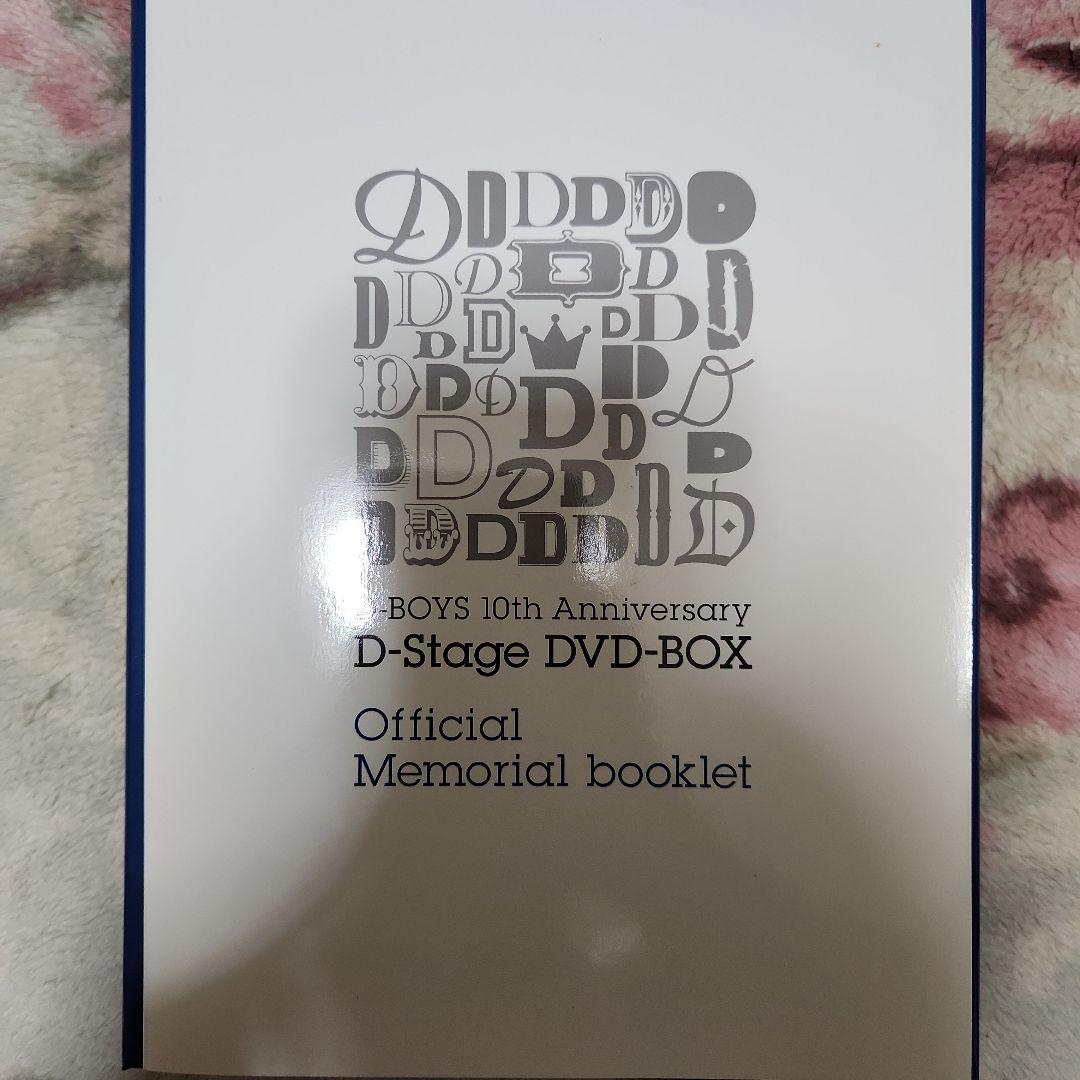 D-BOYS 10th Anniversary
D-Stage DVD-BOX
Official
Memorial booklet